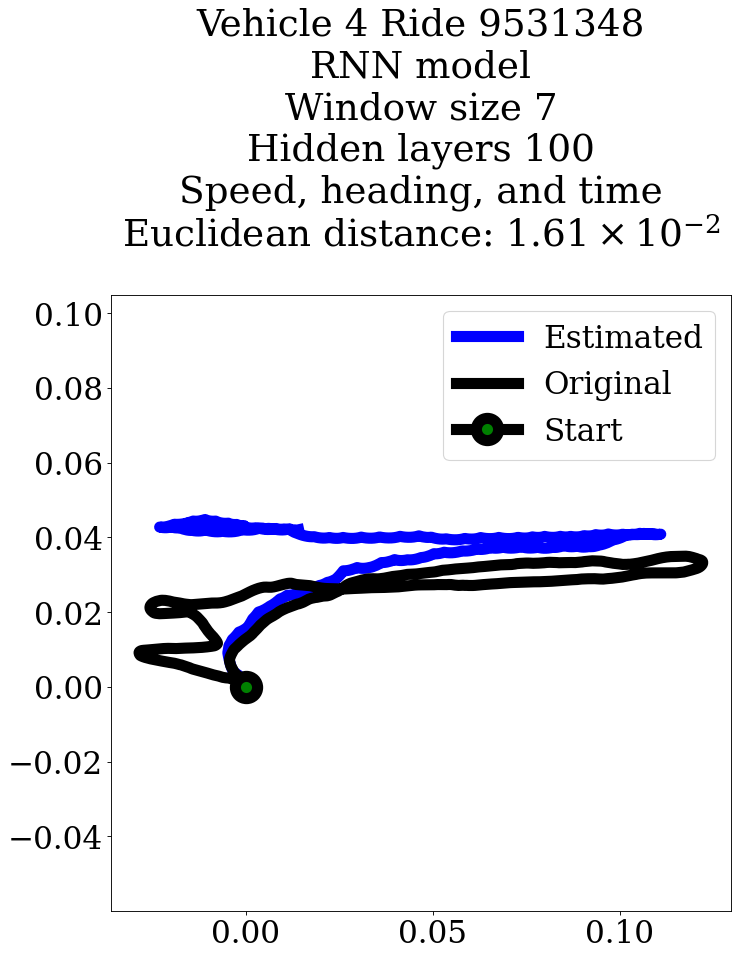 Vehicle 4 Ride 9531348
RNN model
Window size 7
Hidden layers 100
Speed, heading, and time
Euclidean distance: 1.61 × 10⁻²
Estimated
Original
Start
0.10
0.08
0.06
0.04
0.02
0.00
−0.02
−0.04
0.00 0.05 0.10